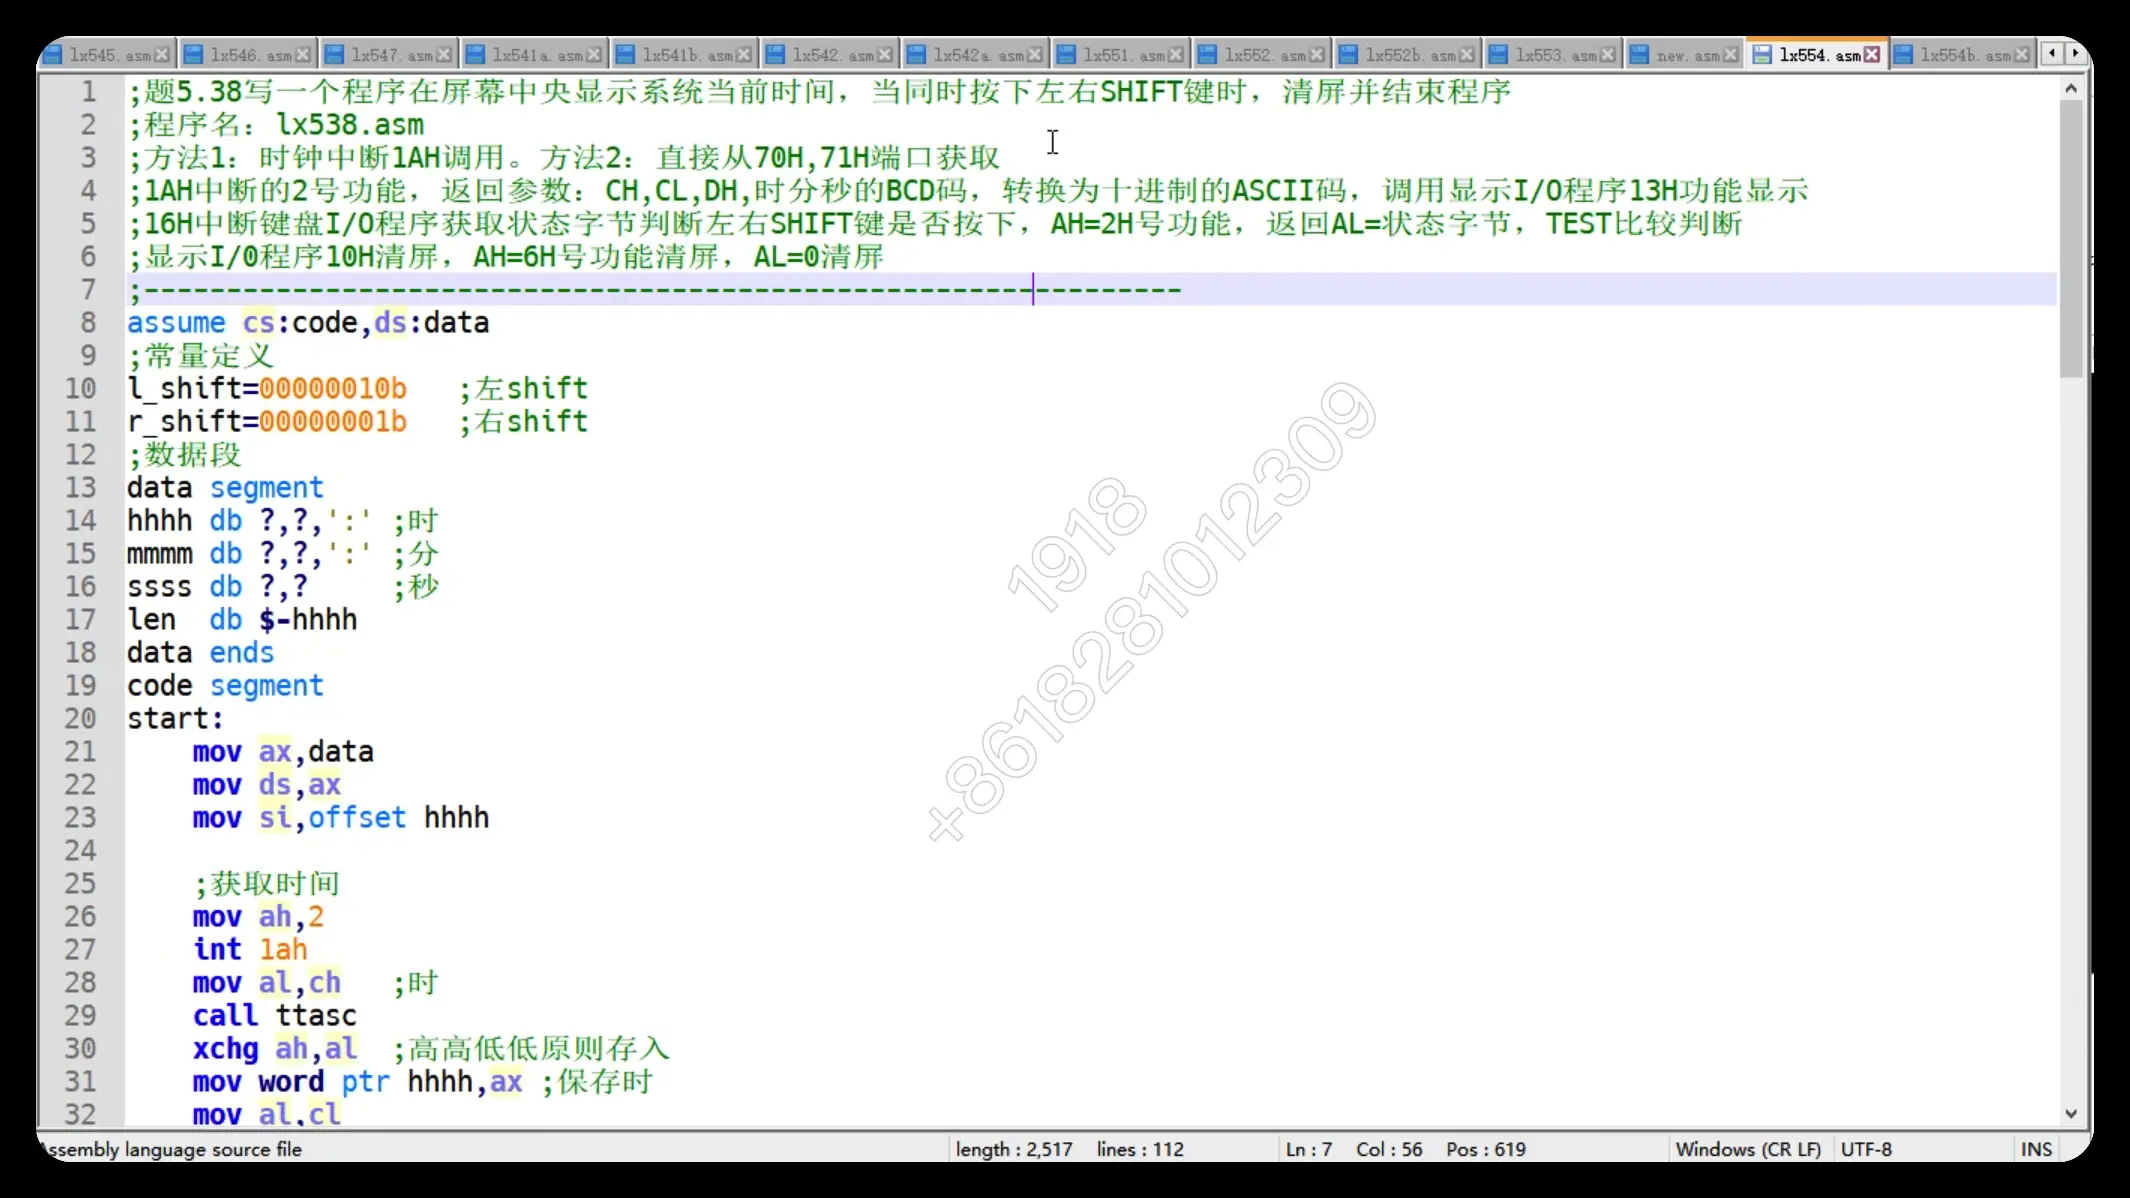 lx545.asm lx546.asm lx547.asm lx541a.asm lx541b.asm lx542.asm lx542a.asm lx551.asm lx552.asm lx552b.asm lx553.asm new.asm lx554.asm lx554b.asm
1 ;题5.38写一个程序在屏幕中央显示系统当前时间，当同时按下左右SHIFT键时，清屏并结束程序
2 ;程序名：lx538.asm
3 ;方法1：时钟中断1AH调用。方法2：直接从70H,71H端口获取
4 ;1AH中断的2号功能，返回参数：CH,CL,DH,时分秒的BCD码，转换为十进制的ASCII码，调用显示I/O程序13H功能显示
5 ;16H中断键盘I/O程序获取状态字节判断左右SHIFT键是否按下，AH=2H号功能，返回AL=状态字节，TEST比较判断
6 ;显示I/0程序10H清屏，AH=6H号功能清屏，AL=0清屏
7 ;---------------------------------------------------------------
8 assume cs:code,ds:data
9 ;常量定义
10 l_shift=00000010b   ;左shift
11 r_shift=00000001b   ;右shift
12 ;数据段
13 data segment
14 hhhh db ?,?,':' ;时
15 mmmm db ?,?,':' ;分
16 ssss db ?,?     ;秒
17 len  db $-hhhh
18 data ends
19 code segment
20 start:
21     mov ax,data
22     mov ds,ax
23     mov si,offset hhhh
24
25     ;获取时间
26     mov ah,2
27     int 1ah
28     mov al,ch   ;时
29     call ttasc
30     xchg ah,al  ;高高低低原则存入
31     mov word ptr hhhh,ax ;保存时
32     mov al,cl
1918
+8618281012309
ssembly language source file length : 2,517 lines : 112 Ln : 7 Col : 56 Pos : 619 Windows (CR LF) UTF-8 INS